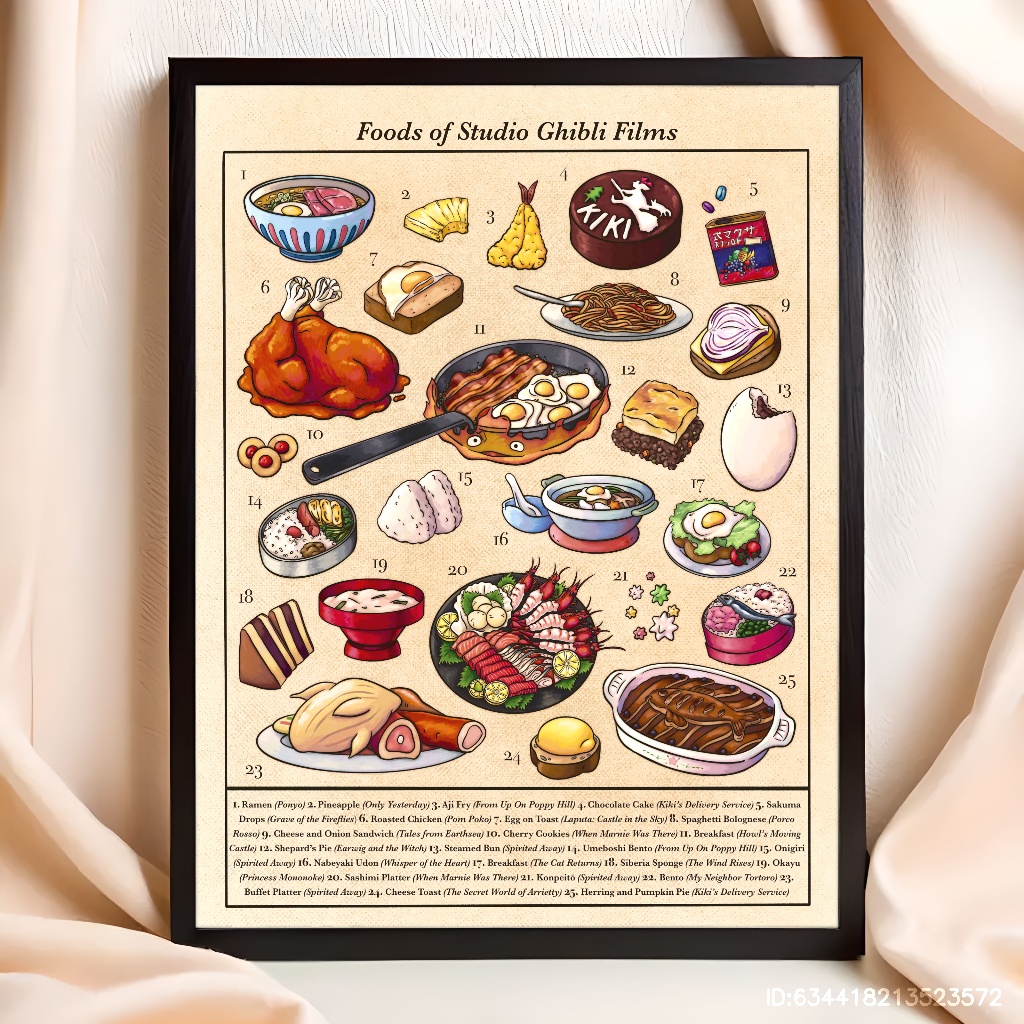 Foods of Studio Ghibli Films
1
2
3
4
KIKI
5
式マクサ
6
7
8
9
10
11
12
13
14
15
16
17
18
19
20
21
22
23
24
25
1. Ramen (Ponyo) 2. Pineapple (Only Yesterday) 3. Aji Fry (From Up On Poppy Hill) 4. Chocolate Cake (Kiki's Delivery Service) 5. Sakuma
Drops (Grave of the Fireflies) 6. Roasted Chicken (Pom Poko) 7. Egg on Toast (Laputa: Castle in the Sky) 8. Spaghetti Bolognese (Porco
Rosso) 9. Cheese and Onion Sandwich (Tales from Earthsea) 10. Cherry Cookies (When Marnie Was There) 11. Breakfast (Howl's Moving
Castle) 12. Shepard's Pie (Earwig and the Witch) 13. Steamed Bun (Spirited Away) 14. Umeboshi Bento (From Up On Poppy Hill) 15. Onigiri
(Spirited Away) 16. Nabeyaki Udon (Whisper of the Heart) 17. Breakfast (The Cat Returns) 18. Siberia Sponge (The Wind Rises) 19. Okayu
(Princess Mononoke) 20. Sashimi Platter (When Marnie Was There) 21. Konpeitō (Spirited Away) 22. Bento (My Neighbor Tortoro) 23.
Buffet Platter (Spirited Away) 24. Cheese Toast (The Secret World of Arrietty) 25. Herring and Pumpkin Pie (Kiki's Delivery Service)
ID:634418213523572